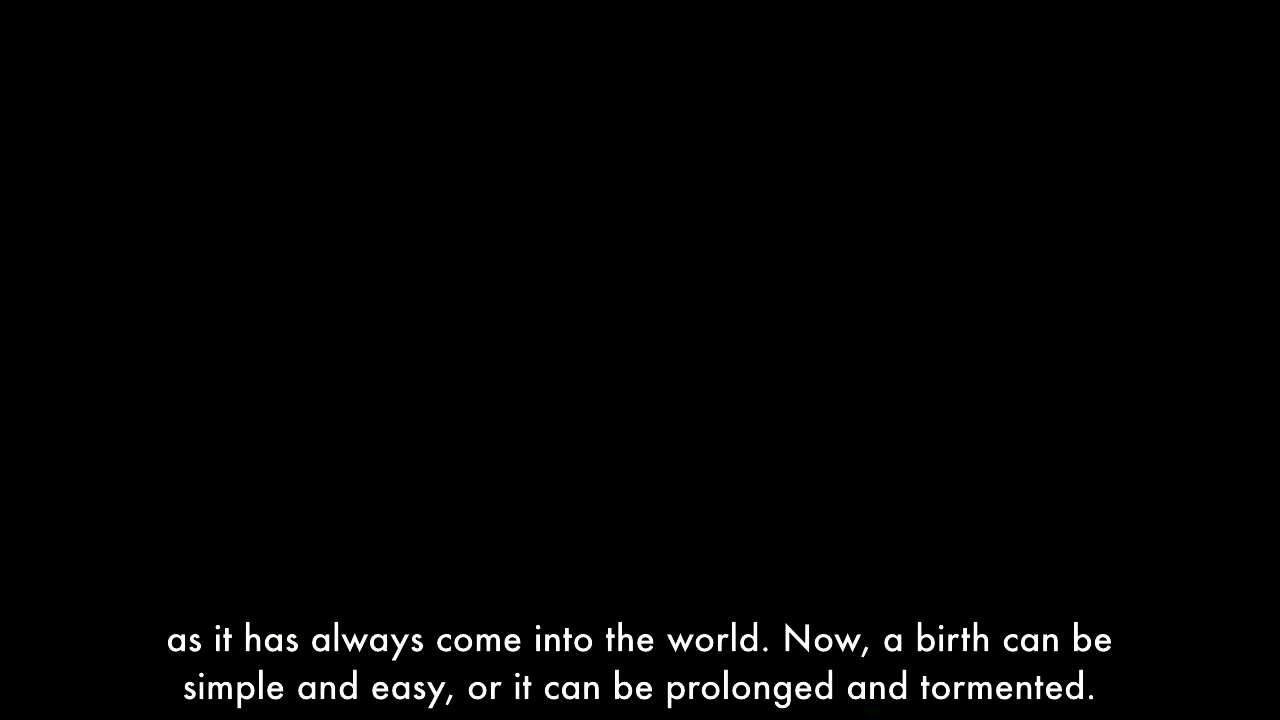 as it has always come into the world. Now, a birth can be
simple and easy, or it can be prolonged and tormented.